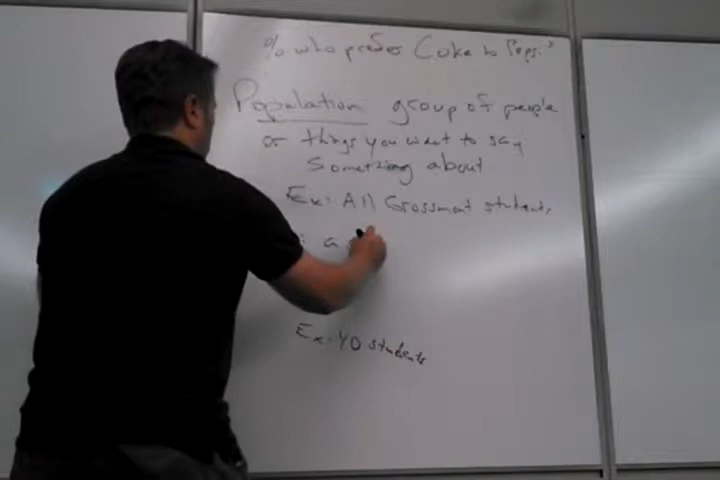 % who prefer Coke to Pepsi?
Population group of people
or things you want to say
something about
Ex: All Grossmont students
: a
Ex: 40 students